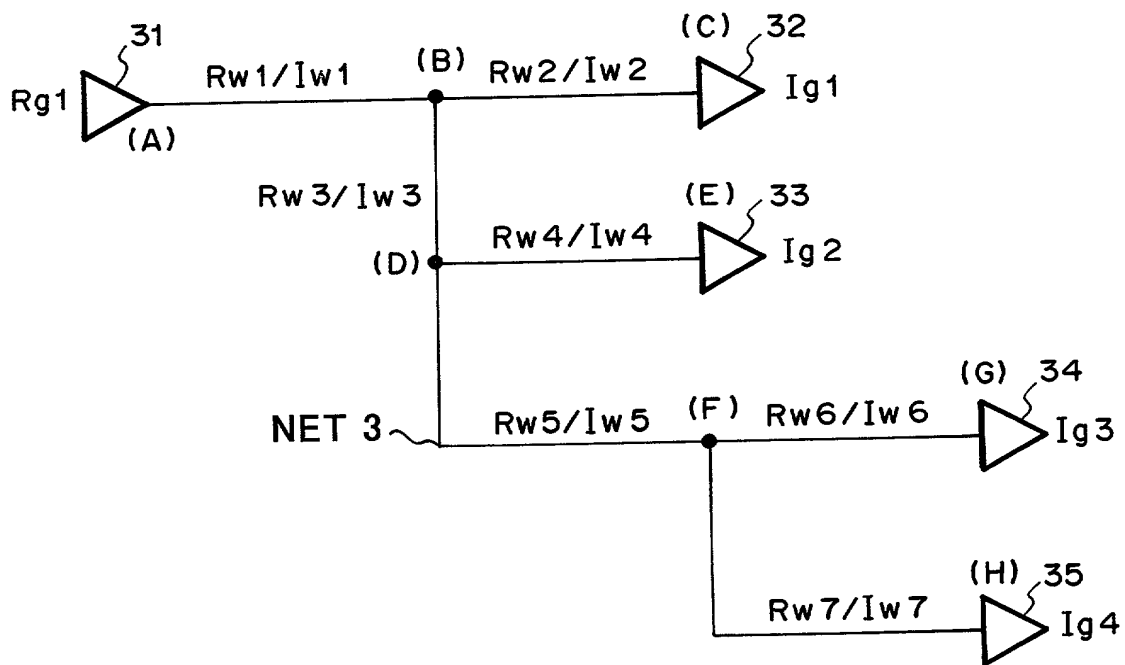 31
Rg1
(A)
Rw1/Iw1
(B)
Rw2/Iw2
(C)
32
Ig1
Rw3/Iw3
(D)
Rw4/Iw4
(E)
33
Ig2
NET 3
Rw5/Iw5
(F)
Rw6/Iw6
(G)
34
Ig3
Rw7/Iw7
(H)
35
Ig4